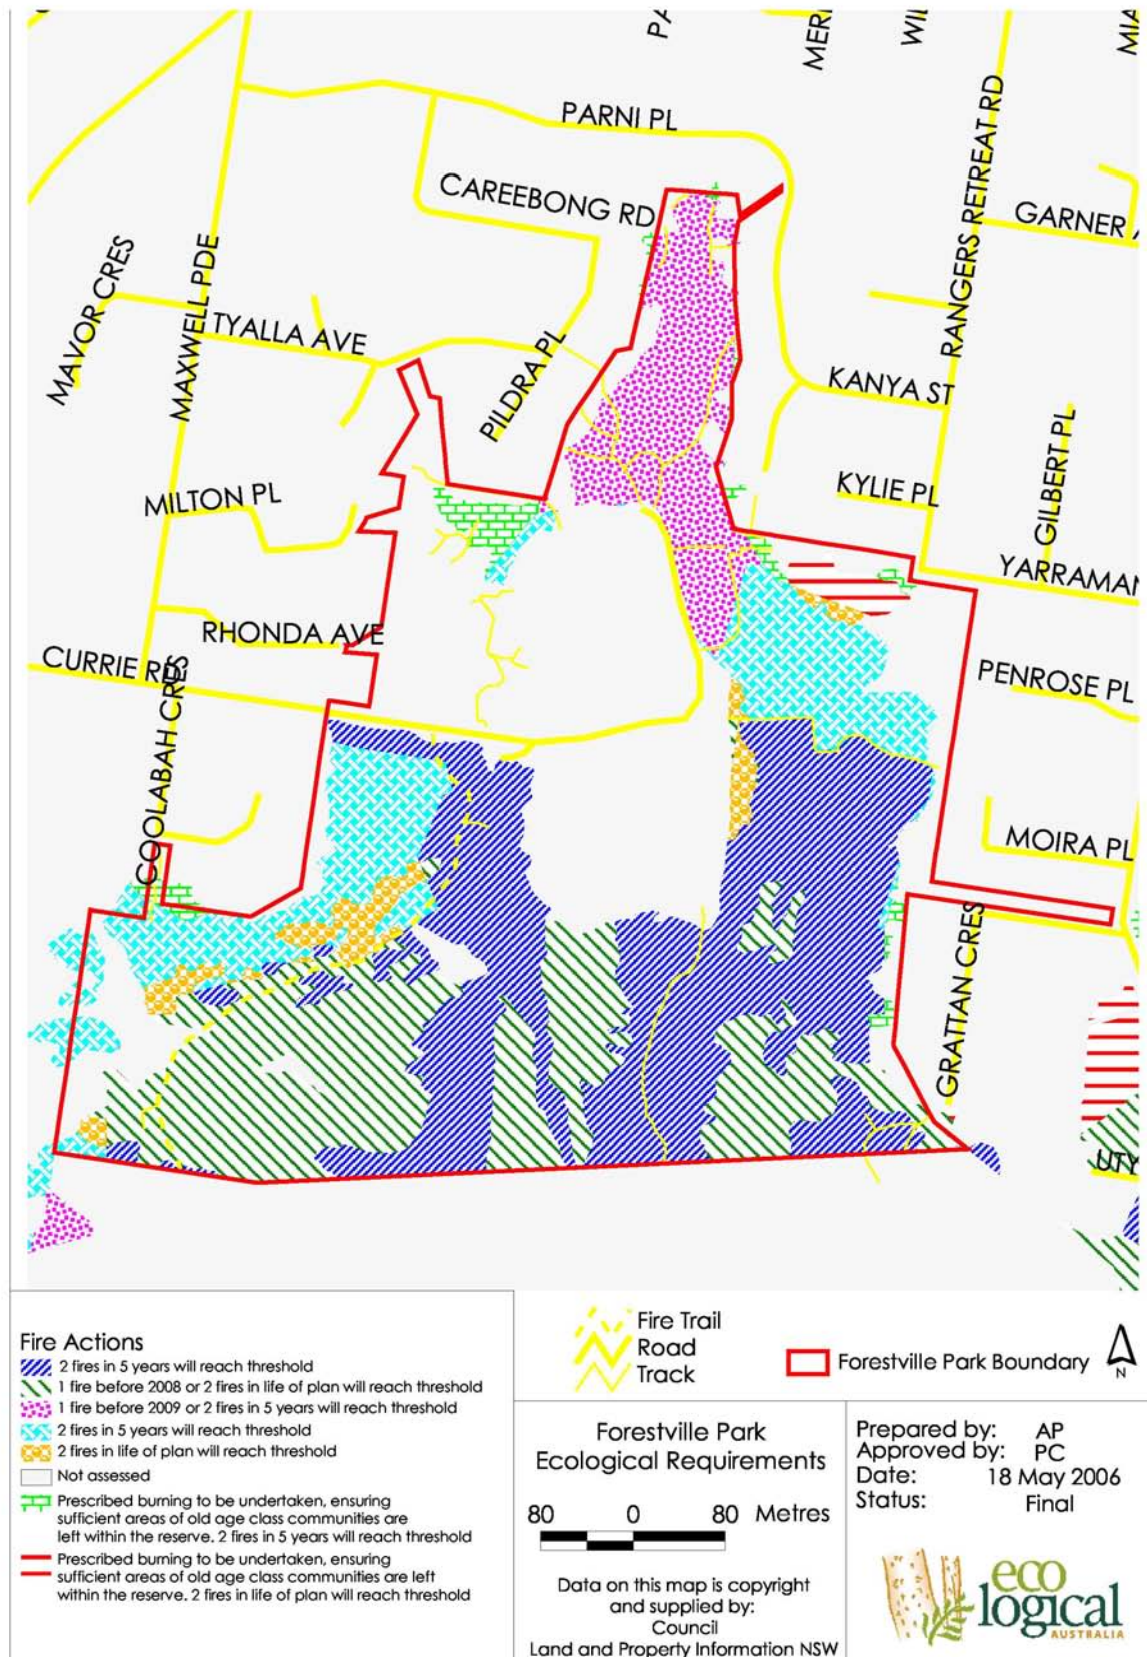 PA
MER
WIL
MIA
PARNI PL
CAREEBONG RD
RANGERS RETREAT RD
GARNER A
MAVOR CRES
MAXWELL PDE
TYALLA AVE
PILDRA PL
KANYA ST
MILTON PL
KYLIE PL
GILBERT PL
YARRAMAN
RHONDA AVE
CURRIE RD
PENROSE PL
COOLABAH CRES
MOIRA PL
GRATTAN CRES
UTY
Fire Actions
2 fires in 5 years will reach threshold
1 fire before 2008 or 2 fires in life of plan will reach threshold
1 fire before 2009 or 2 fires in 5 years will reach threshold
2 fires in 5 years will reach threshold
2 fires in life of plan will reach threshold
Not assessed
Prescribed burning to be undertaken, ensuring
sufficient areas of old age class communities are
left within the reserve. 2 fires in 5 years will reach threshold
Prescribed burning to be undertaken, ensuring
sufficient areas of old age class communities are left
within the reserve. 2 fires in life of plan will reach threshold
Fire Trail
Road
Track
Forestville Park Boundary
N
Forestville Park
Ecological Requirements
80 0 80 Metres
Data on this map is copyright
and supplied by:
Council
Land and Property Information NSW
Prepared by: AP
Approved by: PC
Date: 18 May 2006
Status: Final
eco
logical
AUSTRALIA